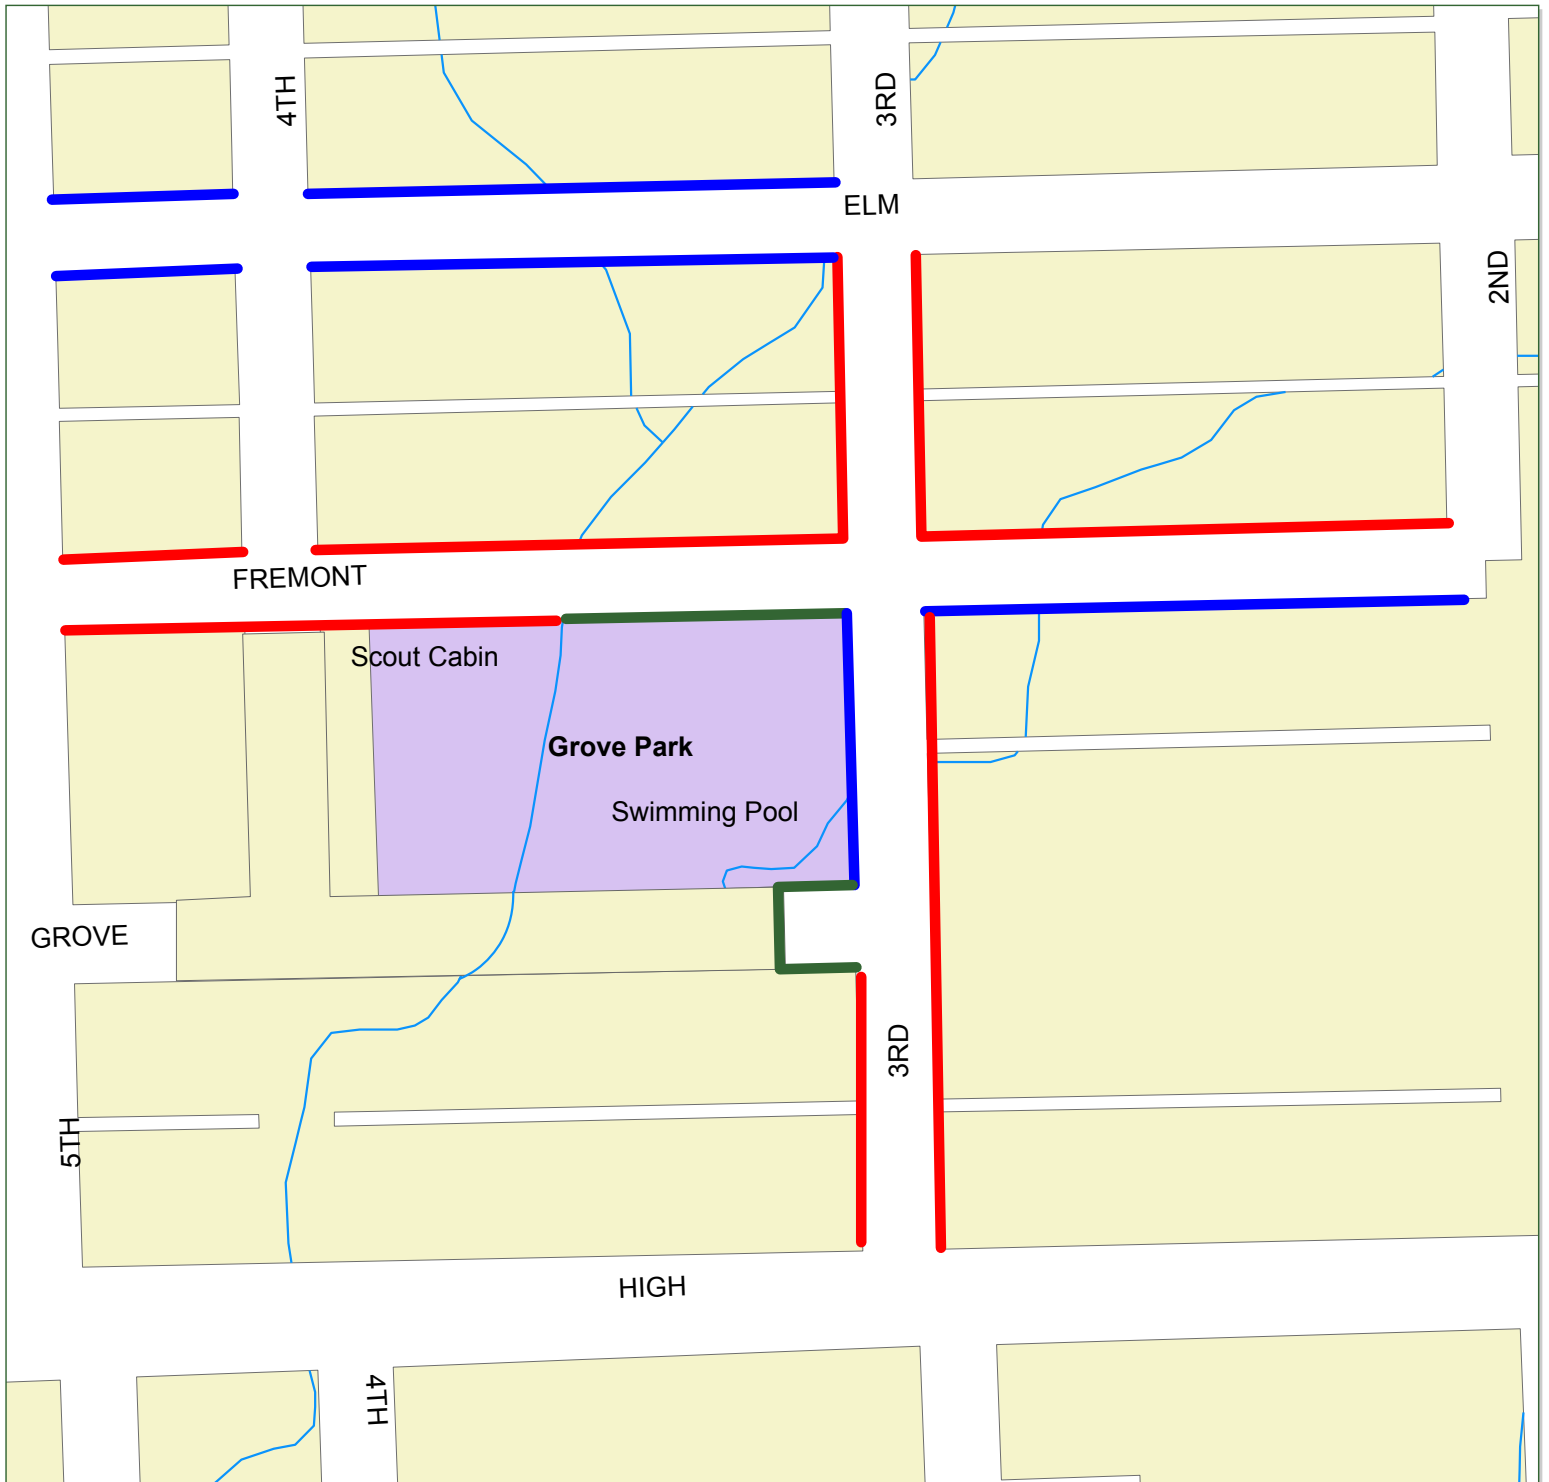 4TH
3RD
ELM
2ND
FREMONT
Scout Cabin
Grove Park
Swimming Pool
GROVE
3RD
5TH
HIGH
4TH